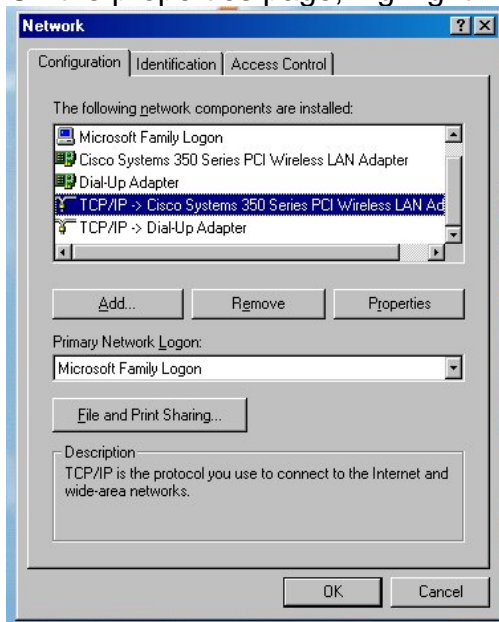 Network
Configuration Identification Access Control
The following network components are installed:
Microsoft Family Logon
Cisco Systems 350 Series PCI Wireless LAN Adapter
Dial-Up Adapter
TCP/IP -> Cisco Systems 350 Series PCI Wireless LAN Ad
TCP/IP -> Dial-Up Adapter
Add... Remove Properties
Primary Network Logon:
Microsoft Family Logon
File and Print Sharing...
Description
TCP/IP is the protocol you use to connect to the Internet and
wide-area networks.
OK Cancel